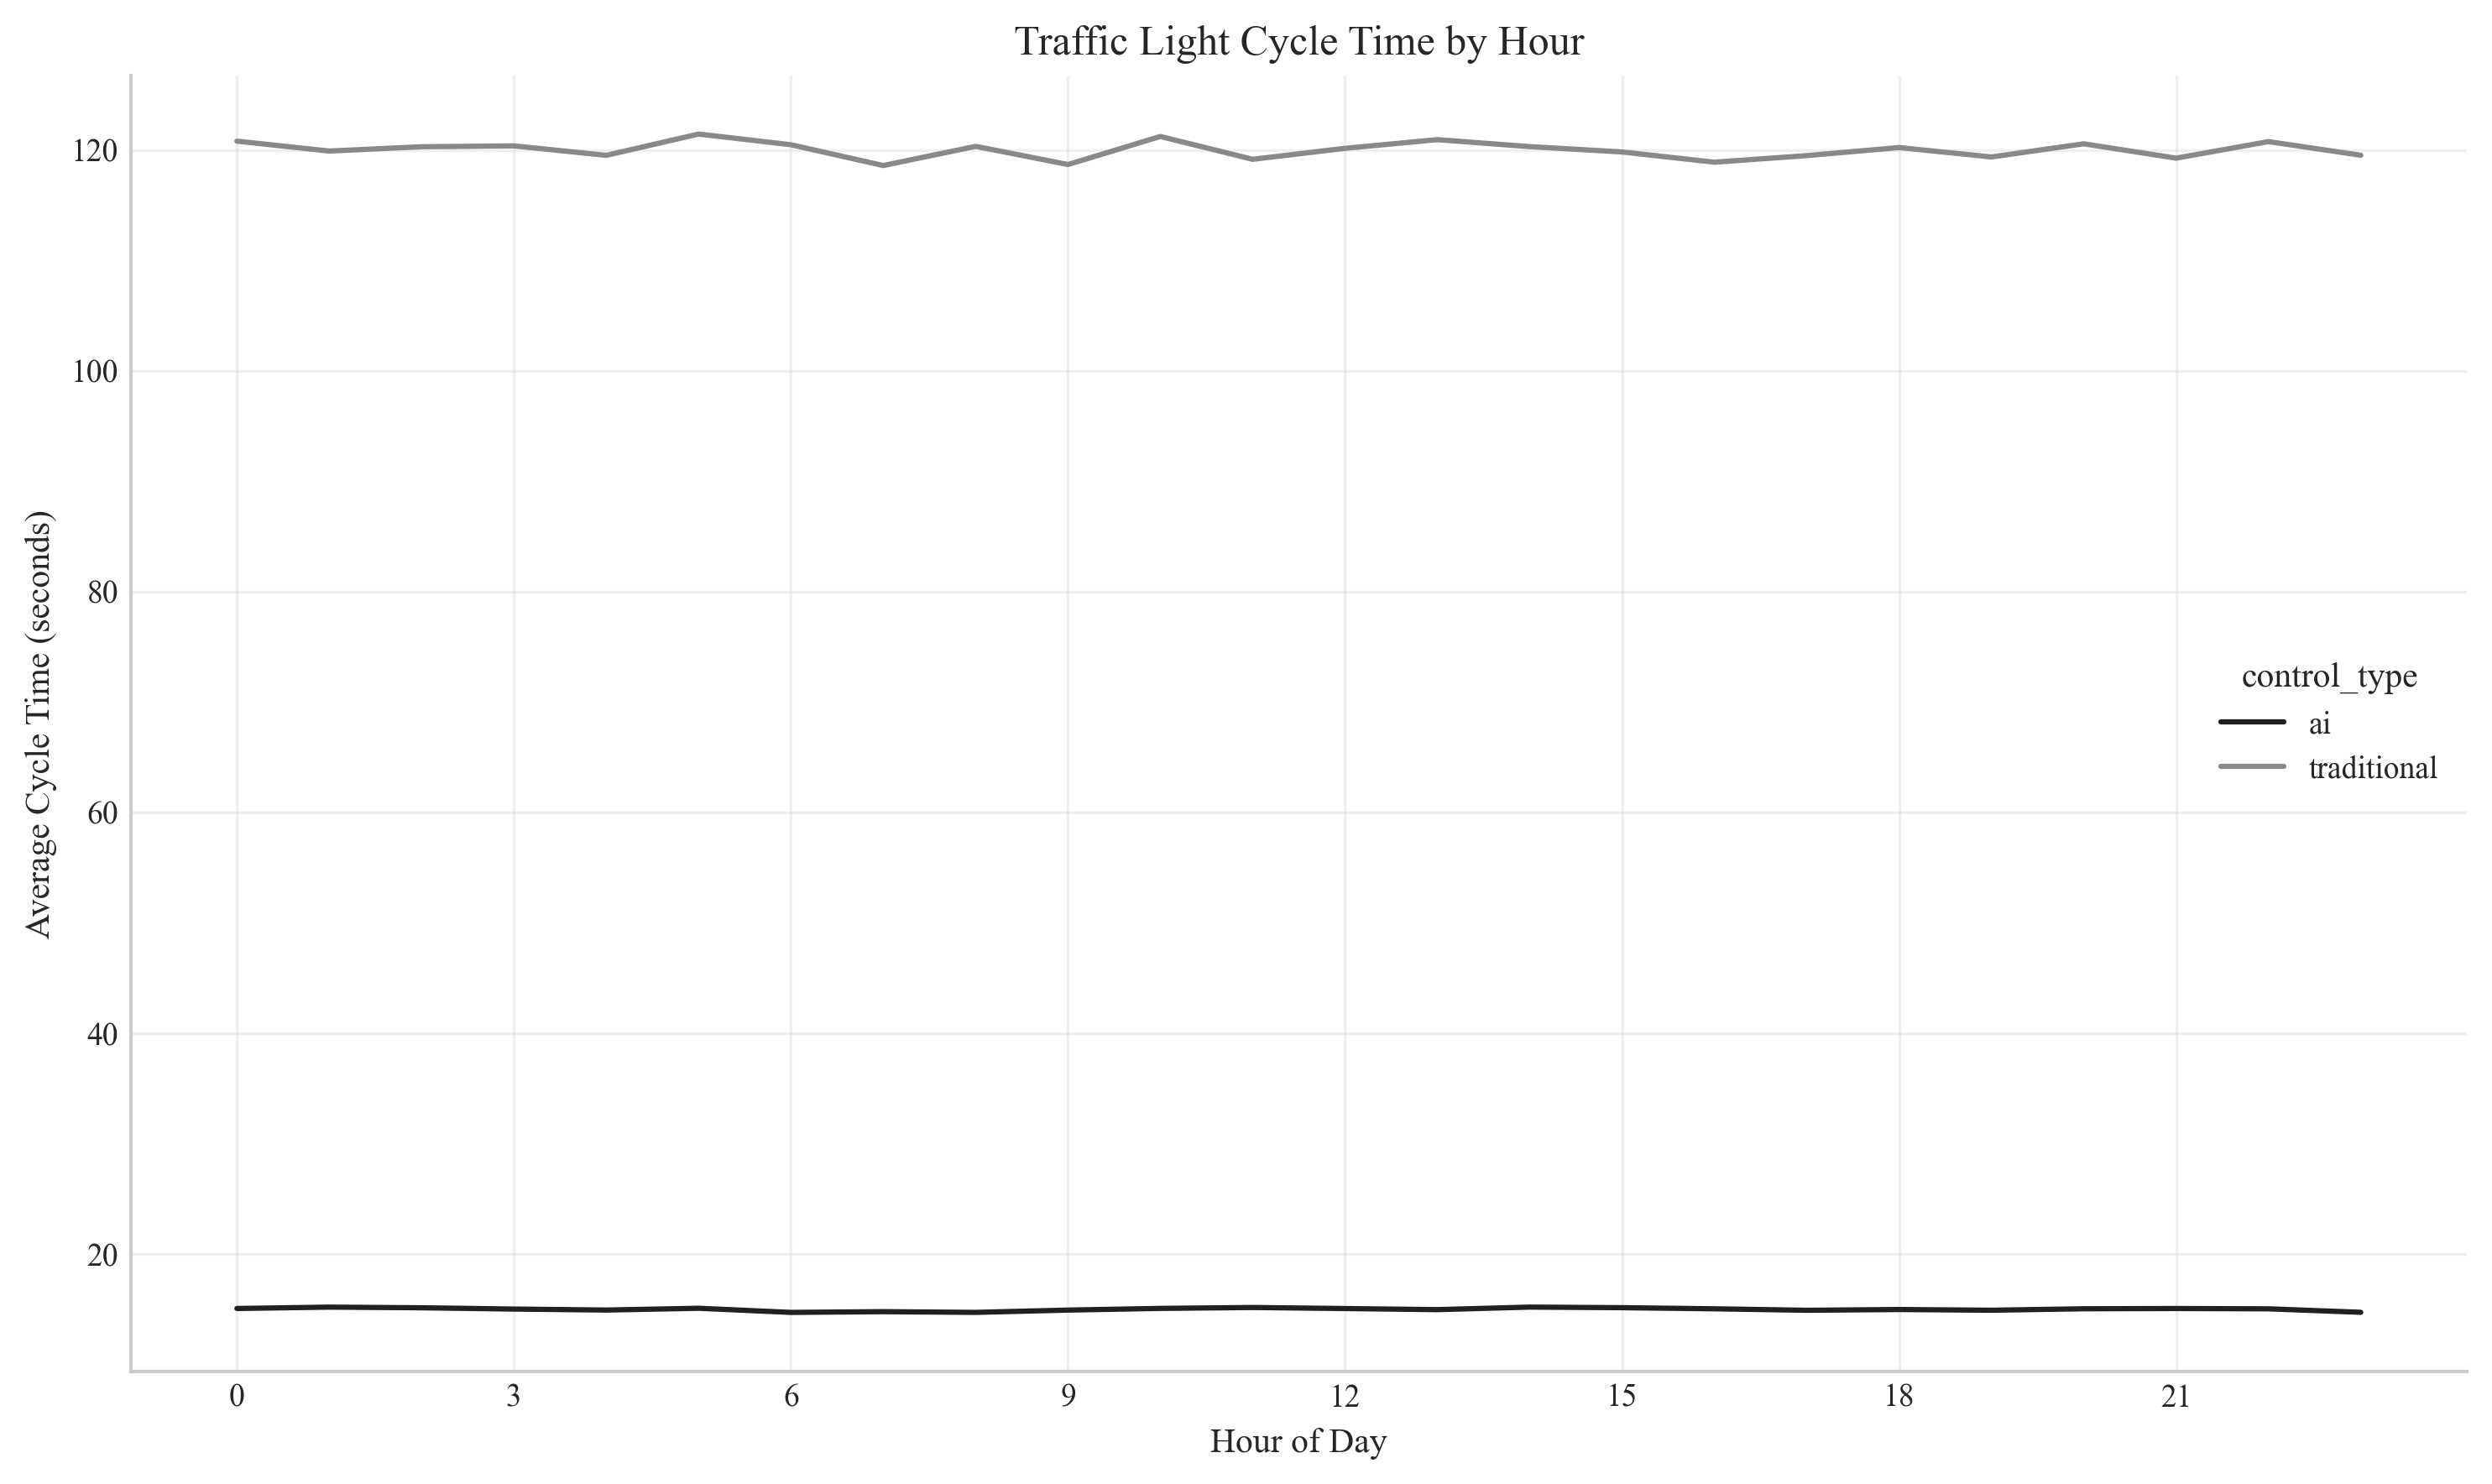 Traffic Light Cycle Time by Hour
Average Cycle Time (seconds)
120
100
80
60
40
20
control_type
ai
traditional
0 3 6 9 12 15 18 21
Hour of Day